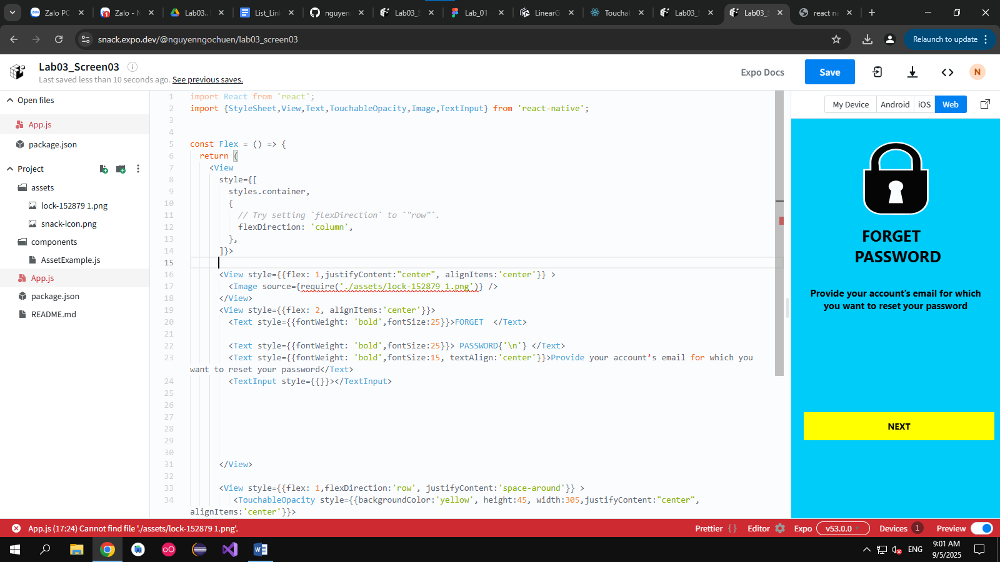 Zalo PC
Zalo - N
Lab03..T
List_Lin
nguyenn
Lab03_S
Lab_01
LinearG
Touchab
Lab03_S
Lab03_S
react na
snack.expo.dev/@nguyenngochuen/lab03_screen03
Relaunch to update
Lab03_Screen03
Last saved less than 10 seconds ago. See previous saves.
Expo Docs
Save
N
Open files
App.js
package.json
Project
assets
lock-152879 1.png
snack-icon.png
components
AssetExample.js
App.js
package.json
README.md
1 import React from 'react';
2 import {StyleSheet,View,Text,TouchableOpacity,Image,TextInput} from 'react-native';
3
4
5 const Flex = () => {
6 return (
7 <View
8 style={[
9 styles.container,
10 {
11 // Try setting `flexDirection` to `"row"`.
12 flexDirection: 'column',
13 },
14 ]}>
15
16 <View style={{flex: 1,justifyContent:"center", alignItems:'center'}} >
17 <Image source={require('./assets/lock-152879 1.png')} />
18 </View>
19 <View style={{flex: 2, alignItems:'center'}}>
20 <Text style={{fontWeight: 'bold',fontSize:25}}>FORGET  </Text>
21
22 <Text style={{fontWeight: 'bold',fontSize:25}}> PASSWORD{'\n'} </Text>
23 <Text style={{fontWeight: 'bold',fontSize:15, textAlign:'center'}}>Provide your account’s email for which you
want to reset your password</Text>
24 <TextInput style={{}}></TextInput>
25
26
27
28
29
30
31 </View>
32
33 <View style={{flex: 1,flexDirection:'row', justifyContent:'space-around'}} >
34 <TouchableOpacity style={{backgroundColor:'yellow', height:45, width:305,justifyContent:"center",
alignItems:'center'}}>
My Device
Android
iOS
Web
FORGET
PASSWORD
Provide your account’s email for which
you want to reset your password
NEXT
App.js (17:24) Cannot find file './assets/lock-152879 1.png'.
Prettier { }
Editor
Expo
v53.0.0
Devices 1
Preview
ENG
9:01 AM
9/5/2025